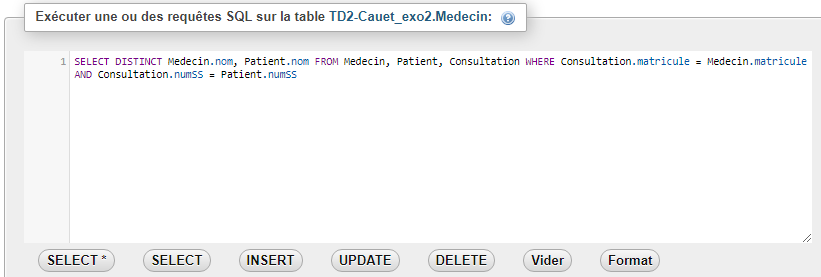 Exécuter une ou des requêtes SQL sur la table TD2-Cauet_exo2.Medecin:
1 SELECT DISTINCT Medecin.nom, Patient.nom FROM Medecin, Patient, Consultation WHERE Consultation.matricule = Medecin.matricule
AND Consultation.numSS = Patient.numSS
SELECT * SELECT INSERT UPDATE DELETE Vider Format